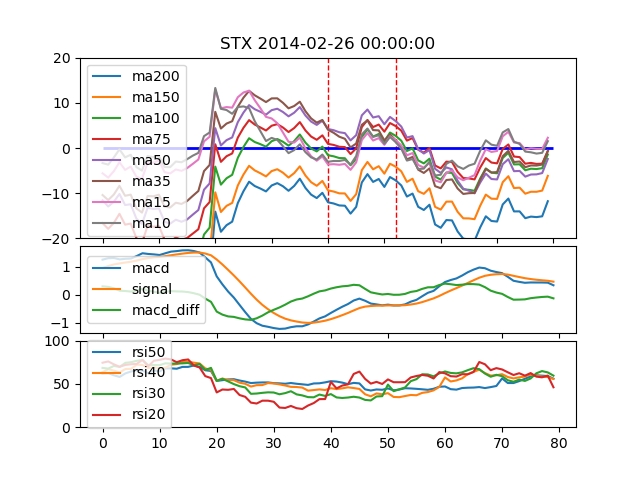 STX 2014-02-26 00:00:00
20
10
0
−10
−20
ma200
ma150
ma100
ma75
ma50
ma35
ma15
ma10
1
0
−1
macd
signal
macd_diff
100
50
0
rsi50
rsi40
rsi30
rsi20
0 10 20 30 40 50 60 70 80